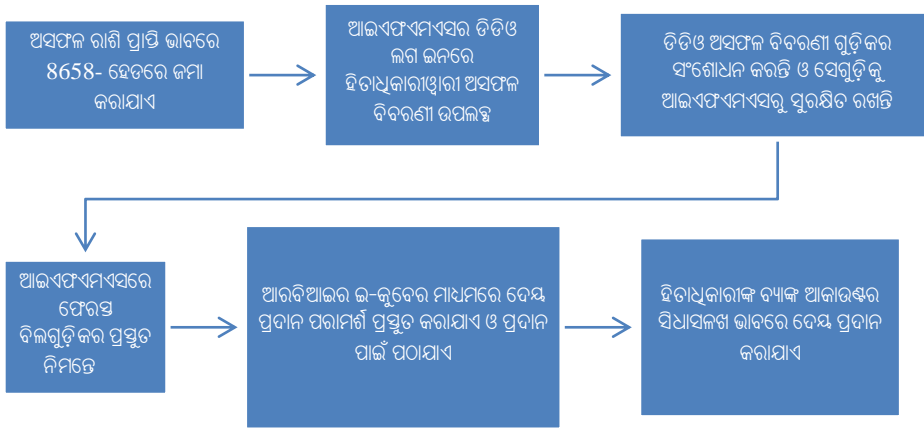 ଅସଫଳ ରାଶି ପ୍ରାପ୍ତି ଭାବରେ
8658- ହେଡରେ ଜମା
କରାଯାଏ
ଆଇଏଫଏମଏସର ଡିଡିଓ
ଲଗ ଇନରେ
ହିତାଧିକାରୀୱାରୀ ଅସଫଳ
ବିବରଣୀ ଉପଲବ୍ଧ
ଡିଡିଓ ଅସଫଳ ବିବରଣୀ ଗୁଡ଼ିକର
ସଂଶୋଧନ କରନ୍ତି ଓ ସେଗୁଡ଼ିକୁ
ଆଇଏଫଏମଏସରୁ ସୁରକ୍ଷିତ ରଖନ୍ତି
ଆଇଏଫଏମଏସରେ
ଫେରସ୍ତ
ବିଲଗୁଡ଼ିକର ପ୍ରସ୍ତୁତ
ନିମନ୍ତେ
ଆରବିଆଇର ଇ-କୁବେର ମାଧ୍ୟମରେ ଦେୟ
ପ୍ରଦାନ ପରାମର୍ଶ ପ୍ରସ୍ତୁତ କରାଯାଏ ଓ ପ୍ରଦାନ
ପାଇଁ ପଠାଯାଏ
ହିତାଧିକାରୀଙ୍କ ବ୍ୟାଙ୍କ ଆକାଉଣ୍ଟର
ସିଧାସଳଖ ଭାବରେ ଦେୟ ପ୍ରଦାନ
କରାଯାଏ